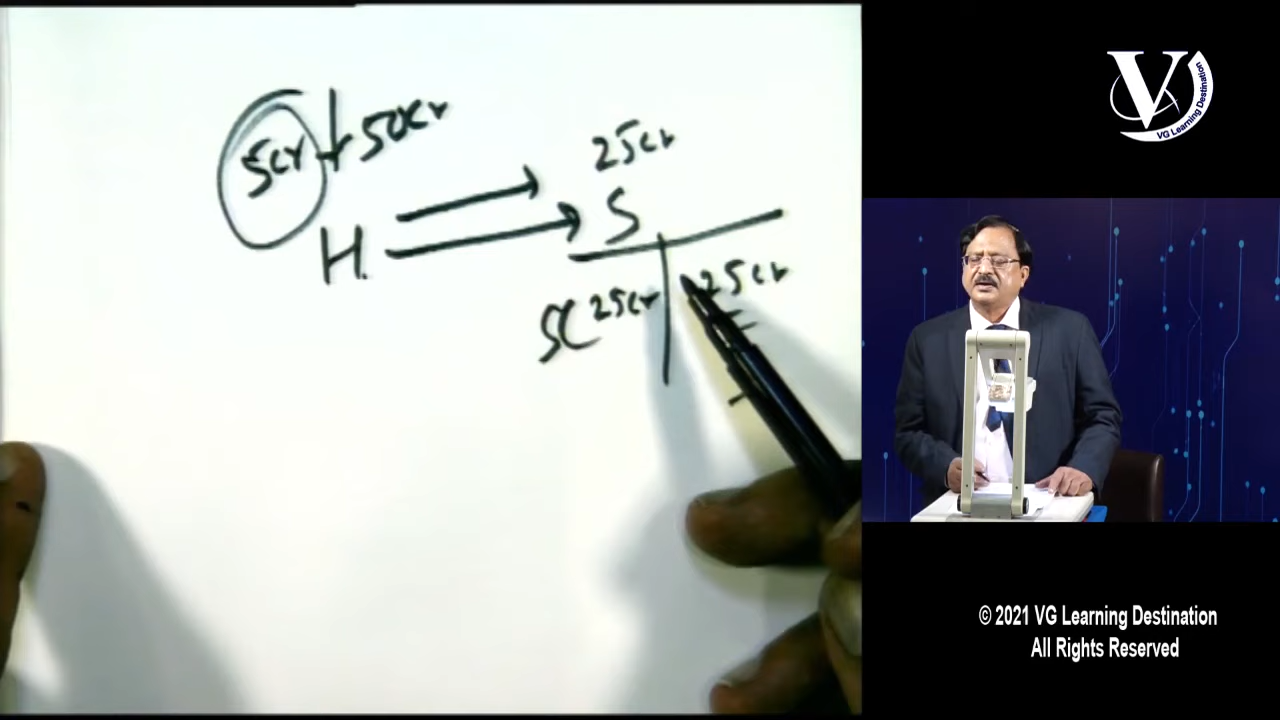 5cr + 50cr
25cr
H S
SC 25cr 25cr
V
VG Learning Destination
© 2021 VG Learning Destination
All Rights Reserved